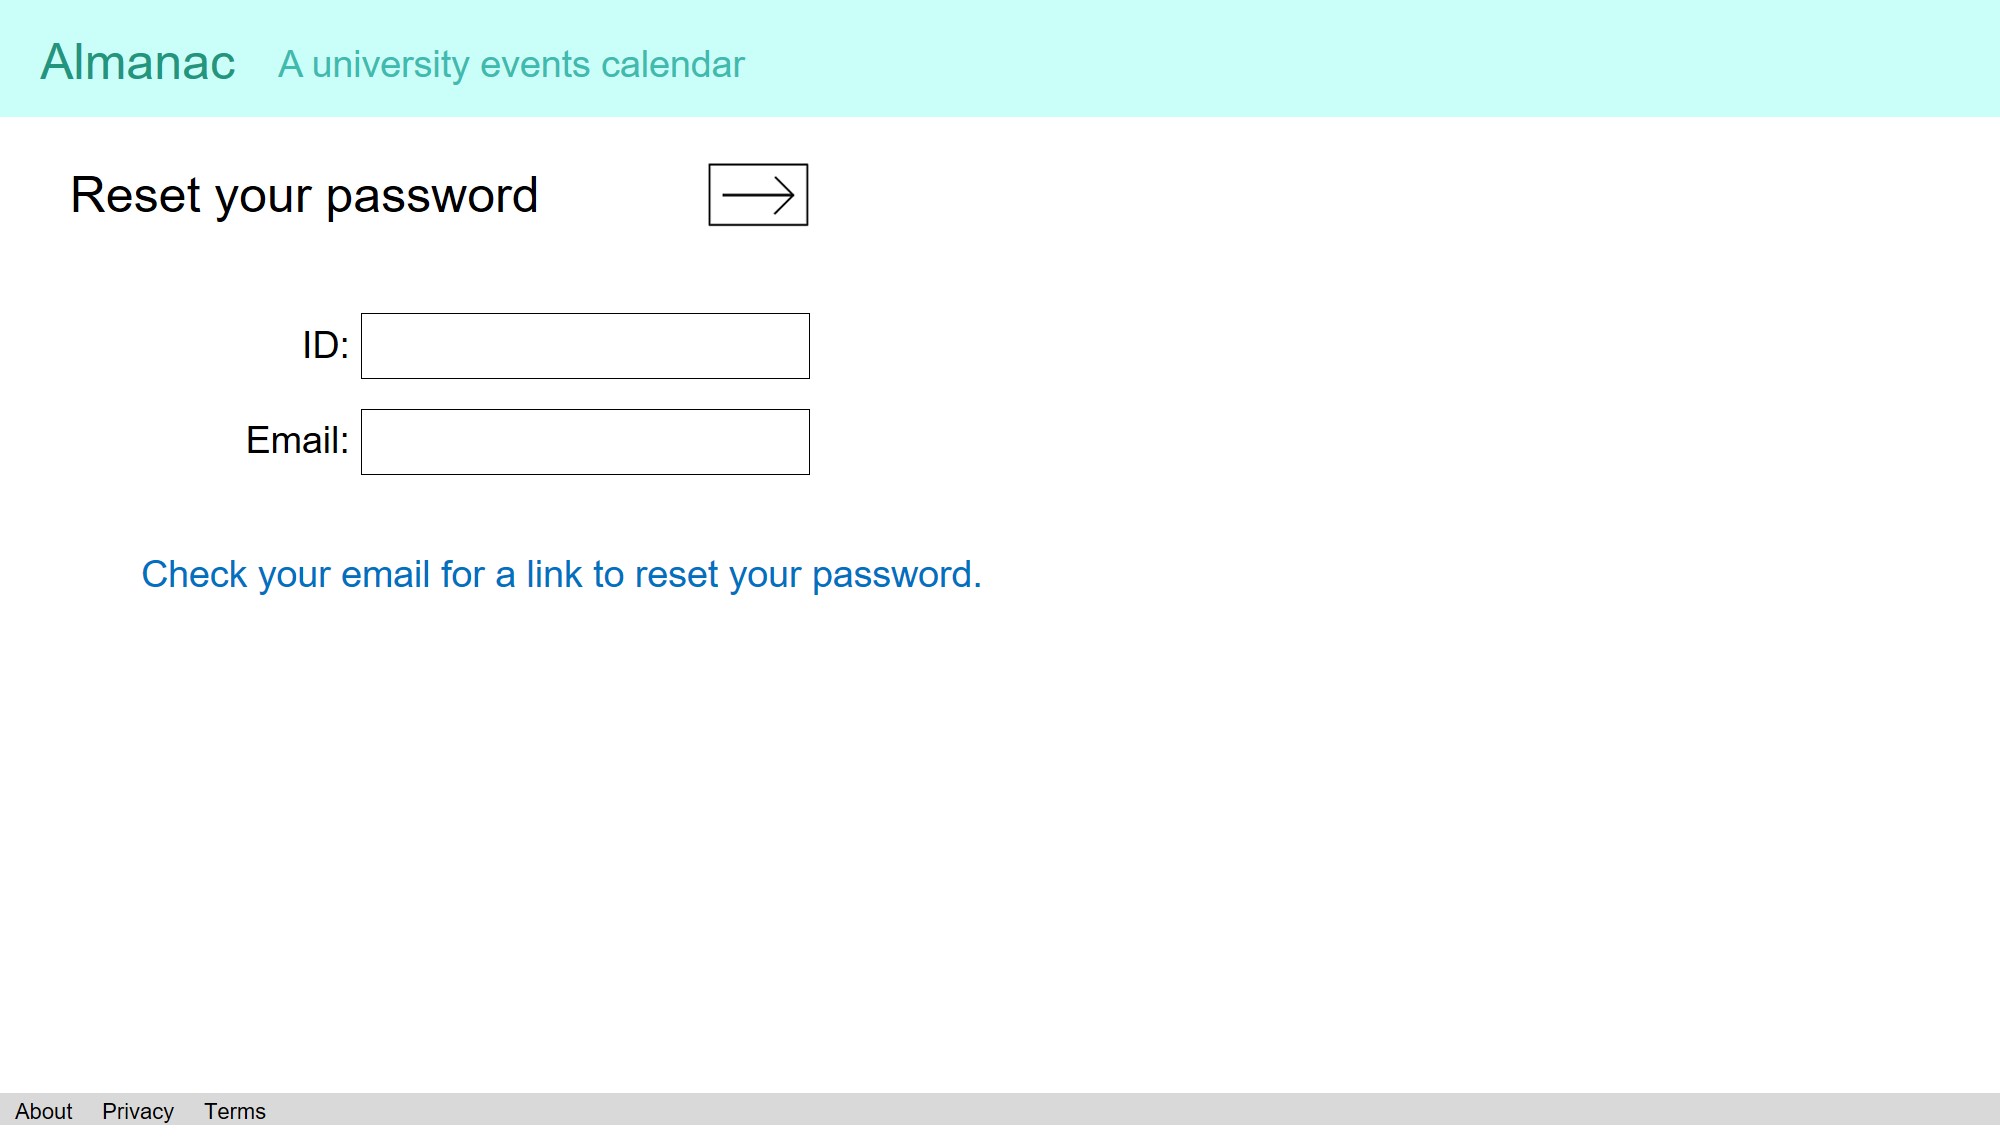 Almanac A university events calendar
Reset your password
ID:
Email:
Check your email for a link to reset your password.
About Privacy Terms